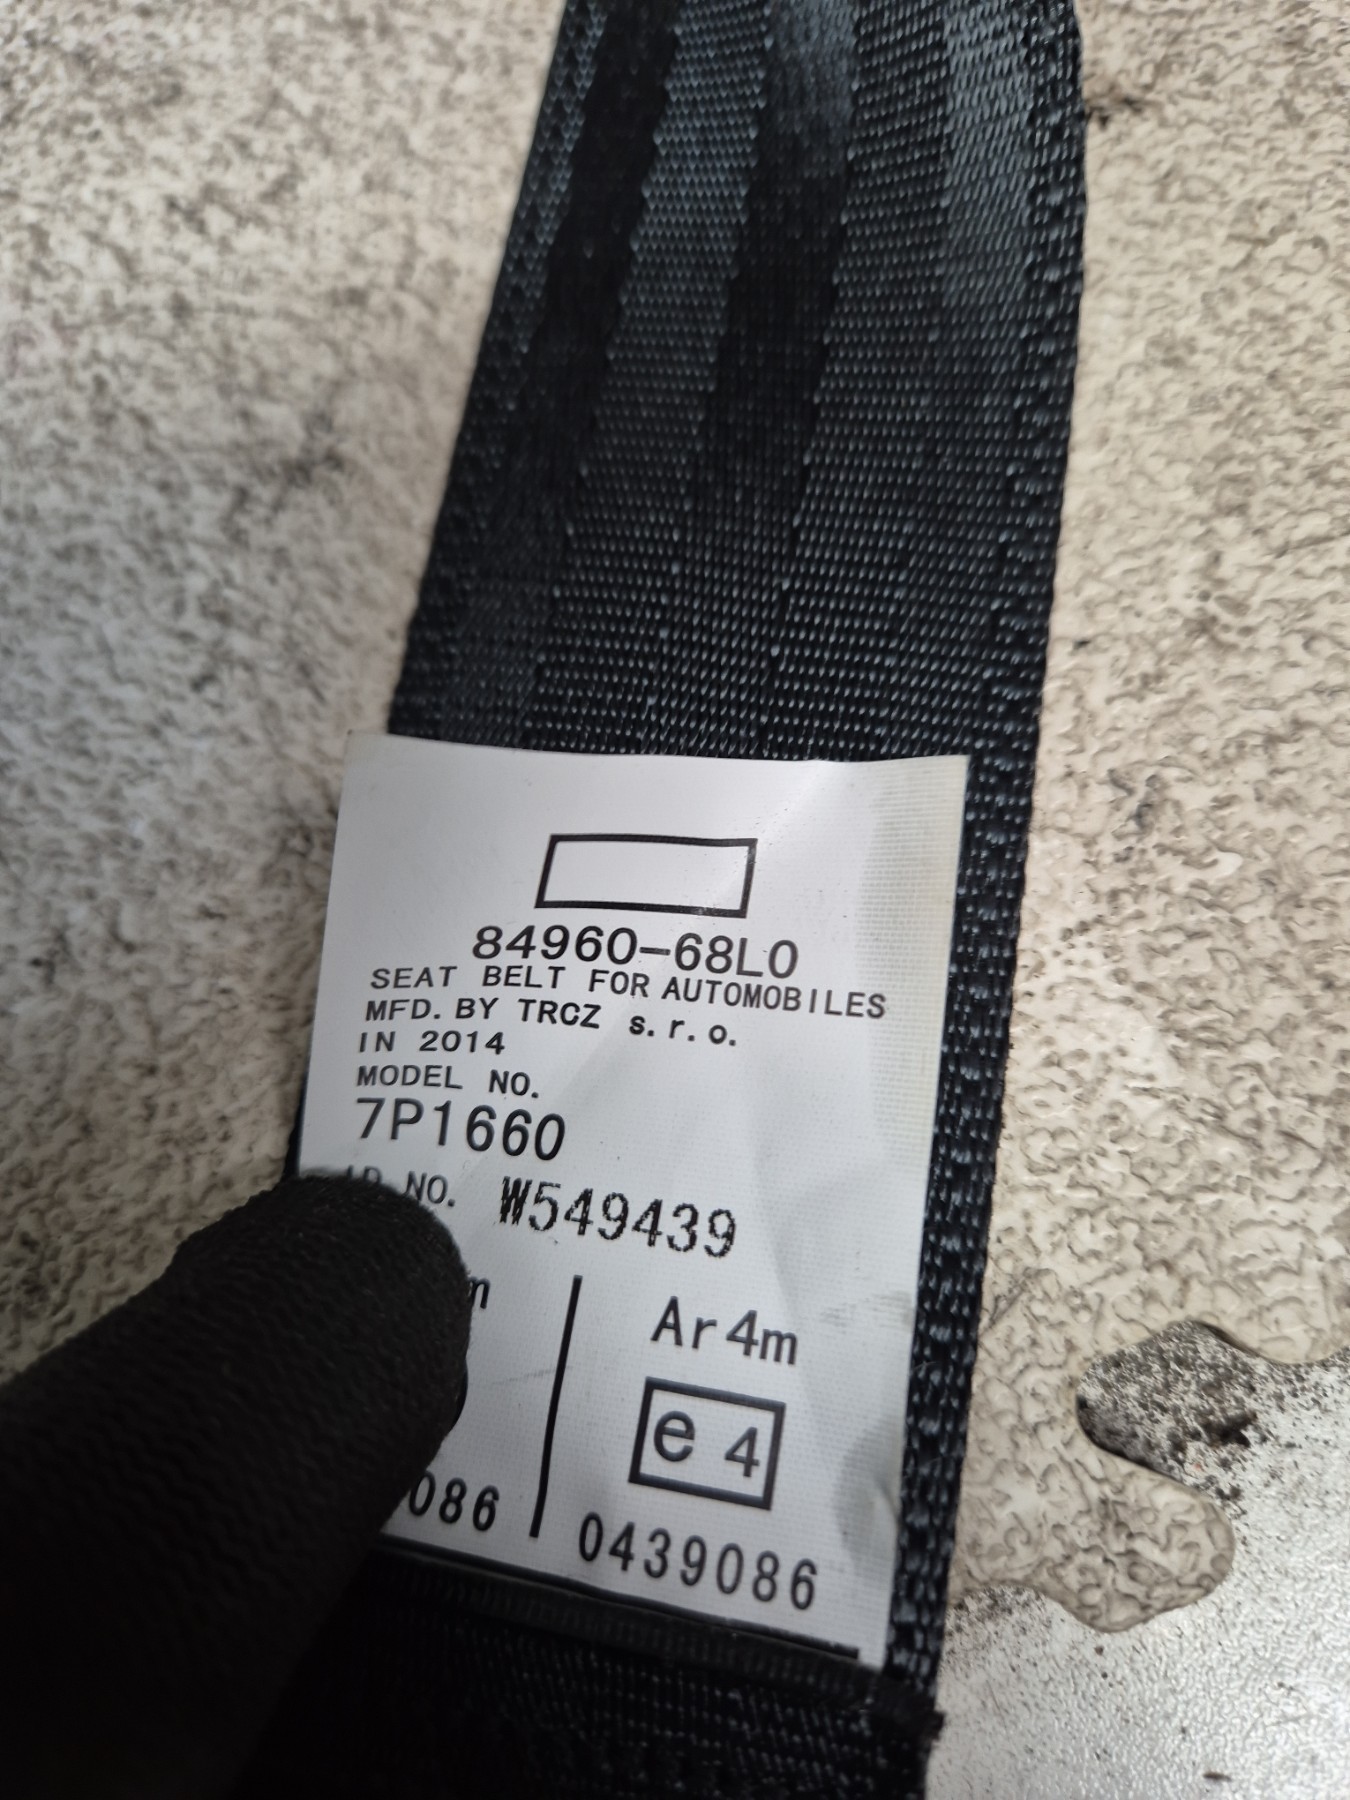 84960-68L0
SEAT BELT FOR AUTOMOBILES
MFD. BY TRCZ s.r.o.
IN 2014
MODEL NO.
7P1660
NO. W549439
Ar4m
e 4
086
0439086